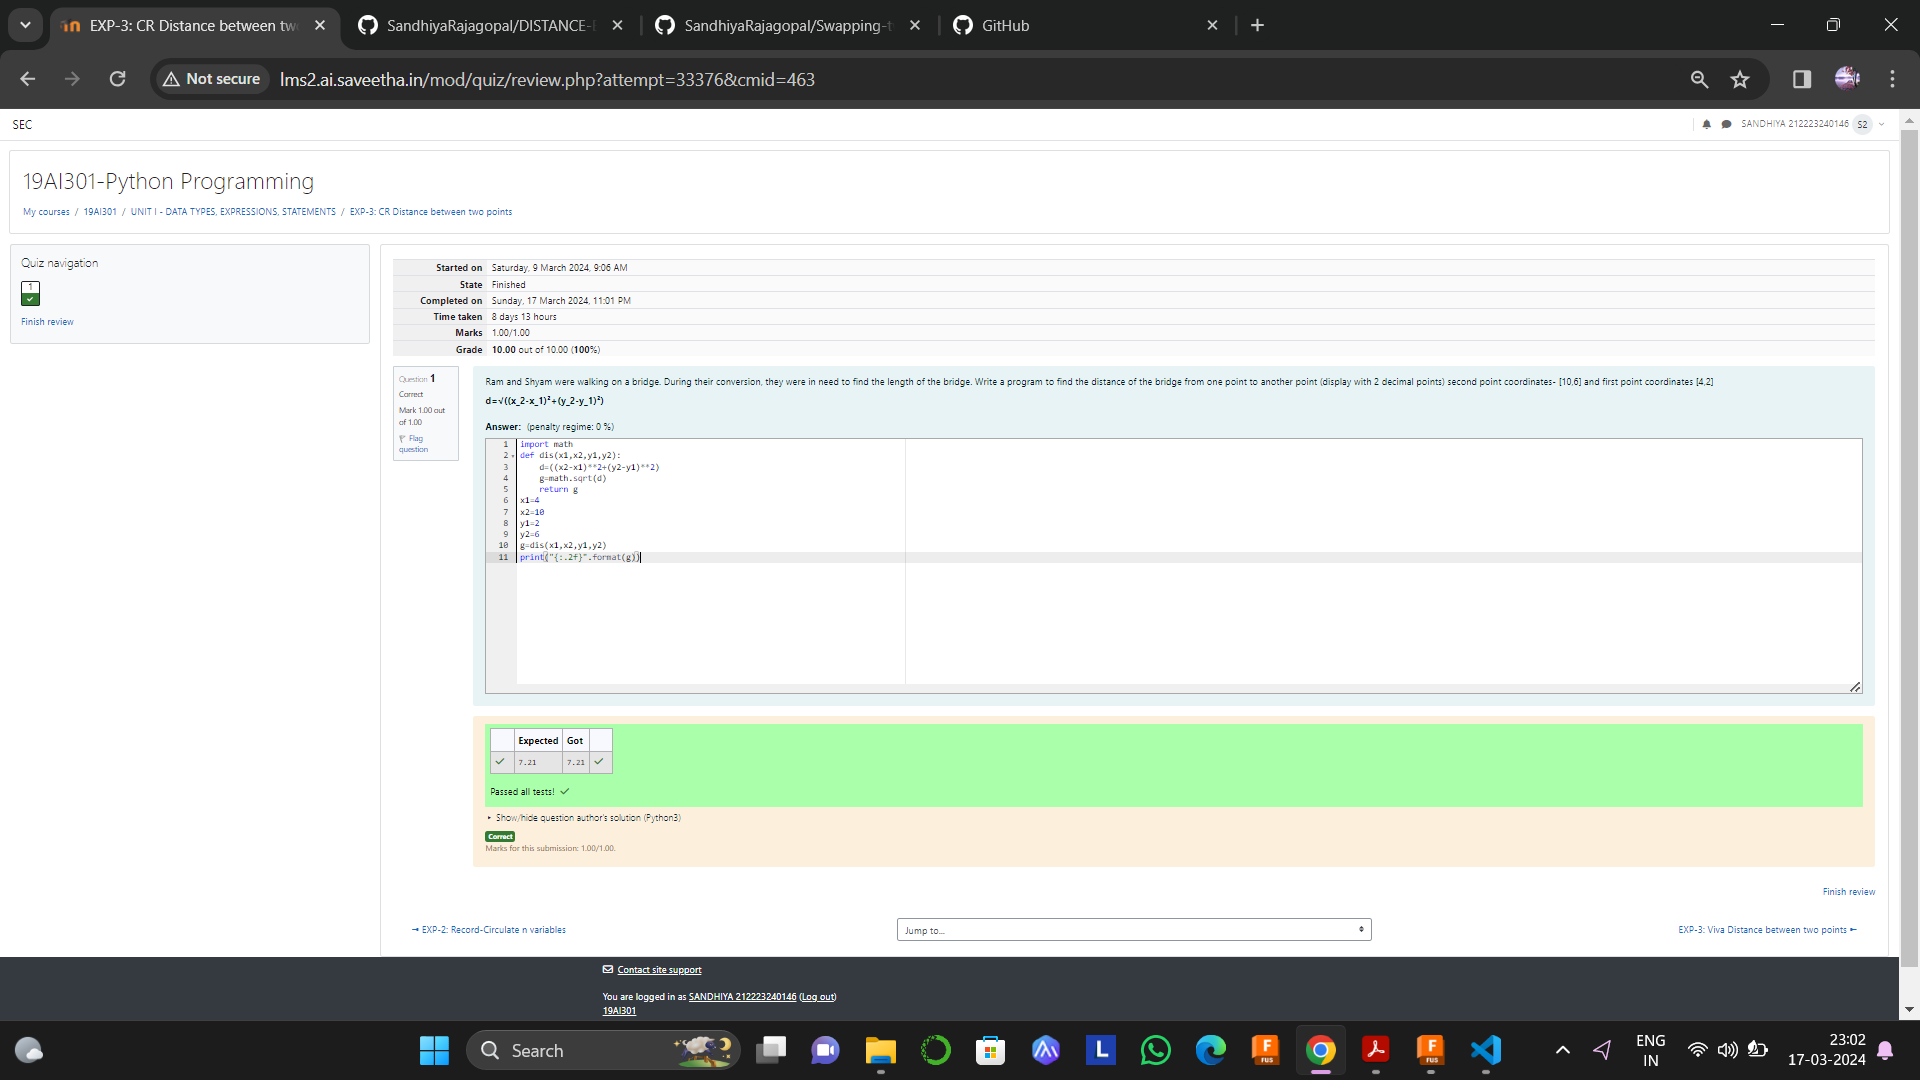 EXP-3: CR Distance between tw
SandhiyaRajagopal/DISTANCE-
SandhiyaRajagopal/Swapping-t
GitHub
Not secure
lms2.ai.saveetha.in/mod/quiz/review.php?attempt=33376&cmid=463
SEC
SANDHIYA 212223240146 S2
19AI301-Python Programming
My courses / 19AI301 / UNIT I - DATA TYPES, EXPRESSIONS, STATEMENTS / EXP-3: CR Distance between two points
Quiz navigation
1
Finish review
Started on Saturday, 9 March 2024, 9:06 AM
State Finished
Completed on Sunday, 17 March 2024, 11:01 PM
Time taken 8 days 13 hours
Marks 1.00/1.00
Grade 10.00 out of 10.00 (100%)
Question 1
Correct
Mark 1.00 out
of 1.00
Flag
question
Ram and Shyam were walking on a bridge. During their conversion, they were in need to find the length of the bridge. Write a program to find the distance of the bridge from one point to another point (display with 2 decimal points) second point coordinates- [10,6] and first point coordinates [4,2]
d=√((x_2-x_1)²+(y_2-y_1)²)
Answer: (penalty regime: 0 %)
1 import math
2 def dis(x1,x2,y1,y2):
3 d=((x2-x1)**2+(y2-y1)**2)
4 g=math.sqrt(d)
5 return g
6 x1=4
7 x2=10
8 y1=2
9 y2=6
10 g=dis(x1,x2,y1,y2)
11 print("{:.2f}".format(g))
Expected Got
7.21 7.21
Passed all tests!
Show/hide question author's solution (Python3)
Correct
Marks for this submission: 1.00/1.00.
Finish review
EXP-2: Record-Circulate n variables
Jump to...
EXP-3: Viva Distance between two points
Contact site support
You are logged in as SANDHIYA 212223240146 (Log out)
19AI301
Search
L
F
FUS
F
FUS
ENG
IN
23:02
17-03-2024